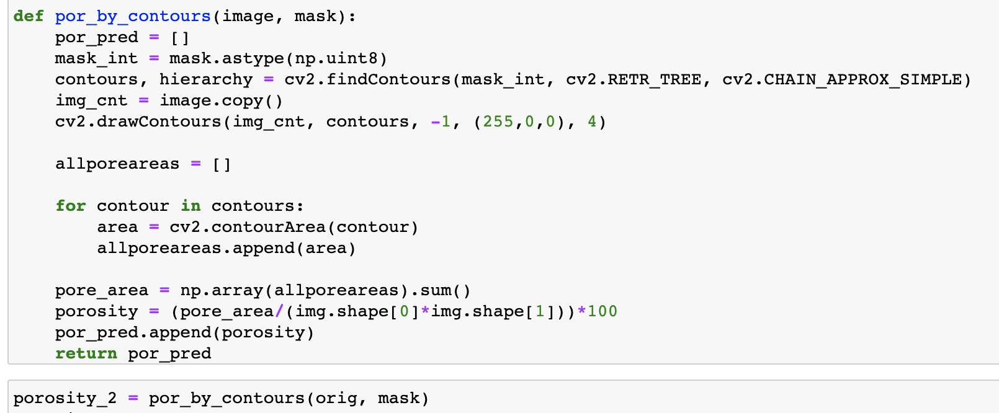 def por_by_contours(image, mask):
    por_pred = []
    mask_int = mask.astype(np.uint8)
    contours, hierarchy = cv2.findContours(mask_int, cv2.RETR_TREE, cv2.CHAIN_APPROX_SIMPLE)
    img_cnt = image.copy()
    cv2.drawContours(img_cnt, contours, -1, (255,0,0), 4)
    allporeareas = []
    for contour in contours:
        area = cv2.contourArea(contour)
        allporeareas.append(area)
    pore_area = np.array(allporeareas).sum()
    porosity = (pore_area/(img.shape[0]*img.shape[1]))*100
    por_pred.append(porosity)
    return por_pred
porosity_2 = por_by_contours(orig, mask)